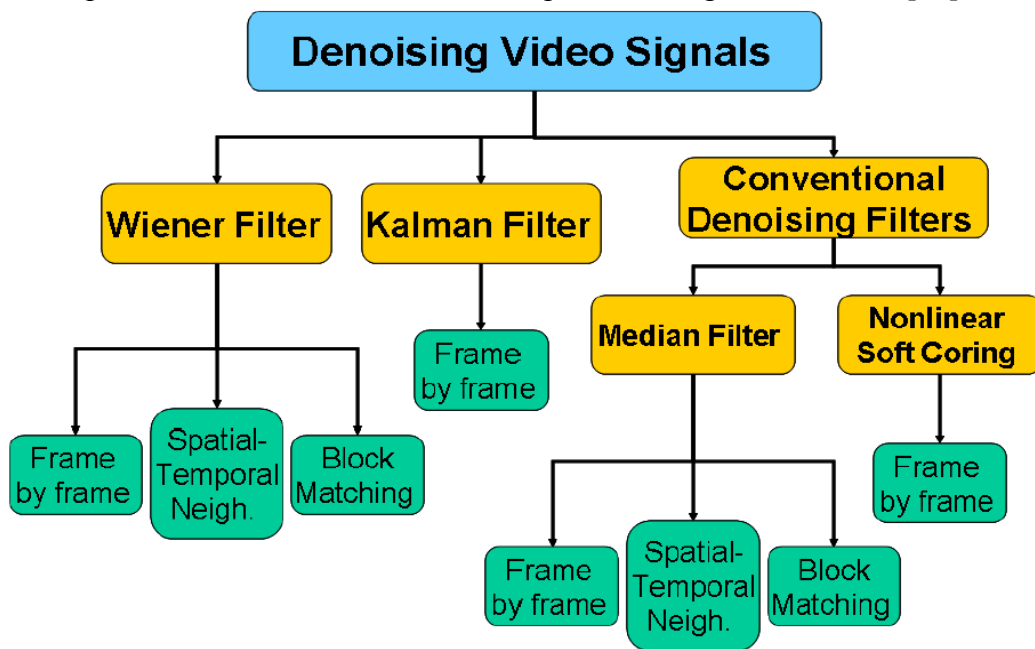 Denoising Video Signals
Wiener Filter
Kalman Filter
Conventional
Denoising Filters
Median Filter
Nonlinear
Soft Coring
Frame
by frame
Frame
by frame
Spatial-
Temporal
Neigh.
Block
Matching
Frame
by frame
Frame
by frame
Spatial-
Temporal
Neigh.
Block
Matching